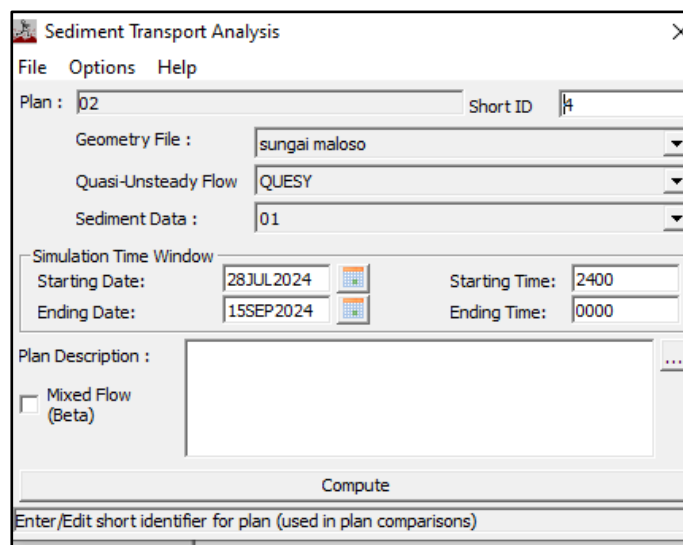 Sediment Transport Analysis
File Options Help
Plan : 02 Short ID 4
Geometry File : sungai maloso
Quasi-Unsteady Flow QUESY
Sediment Data : 01
Simulation Time Window
Starting Date: 28JUL2024 Starting Time: 2400
Ending Date: 15SEP2024 Ending Time: 0000
Plan Description : ...
Mixed Flow
(Beta)
Compute
Enter/Edit short identifier for plan (used in plan comparisons)